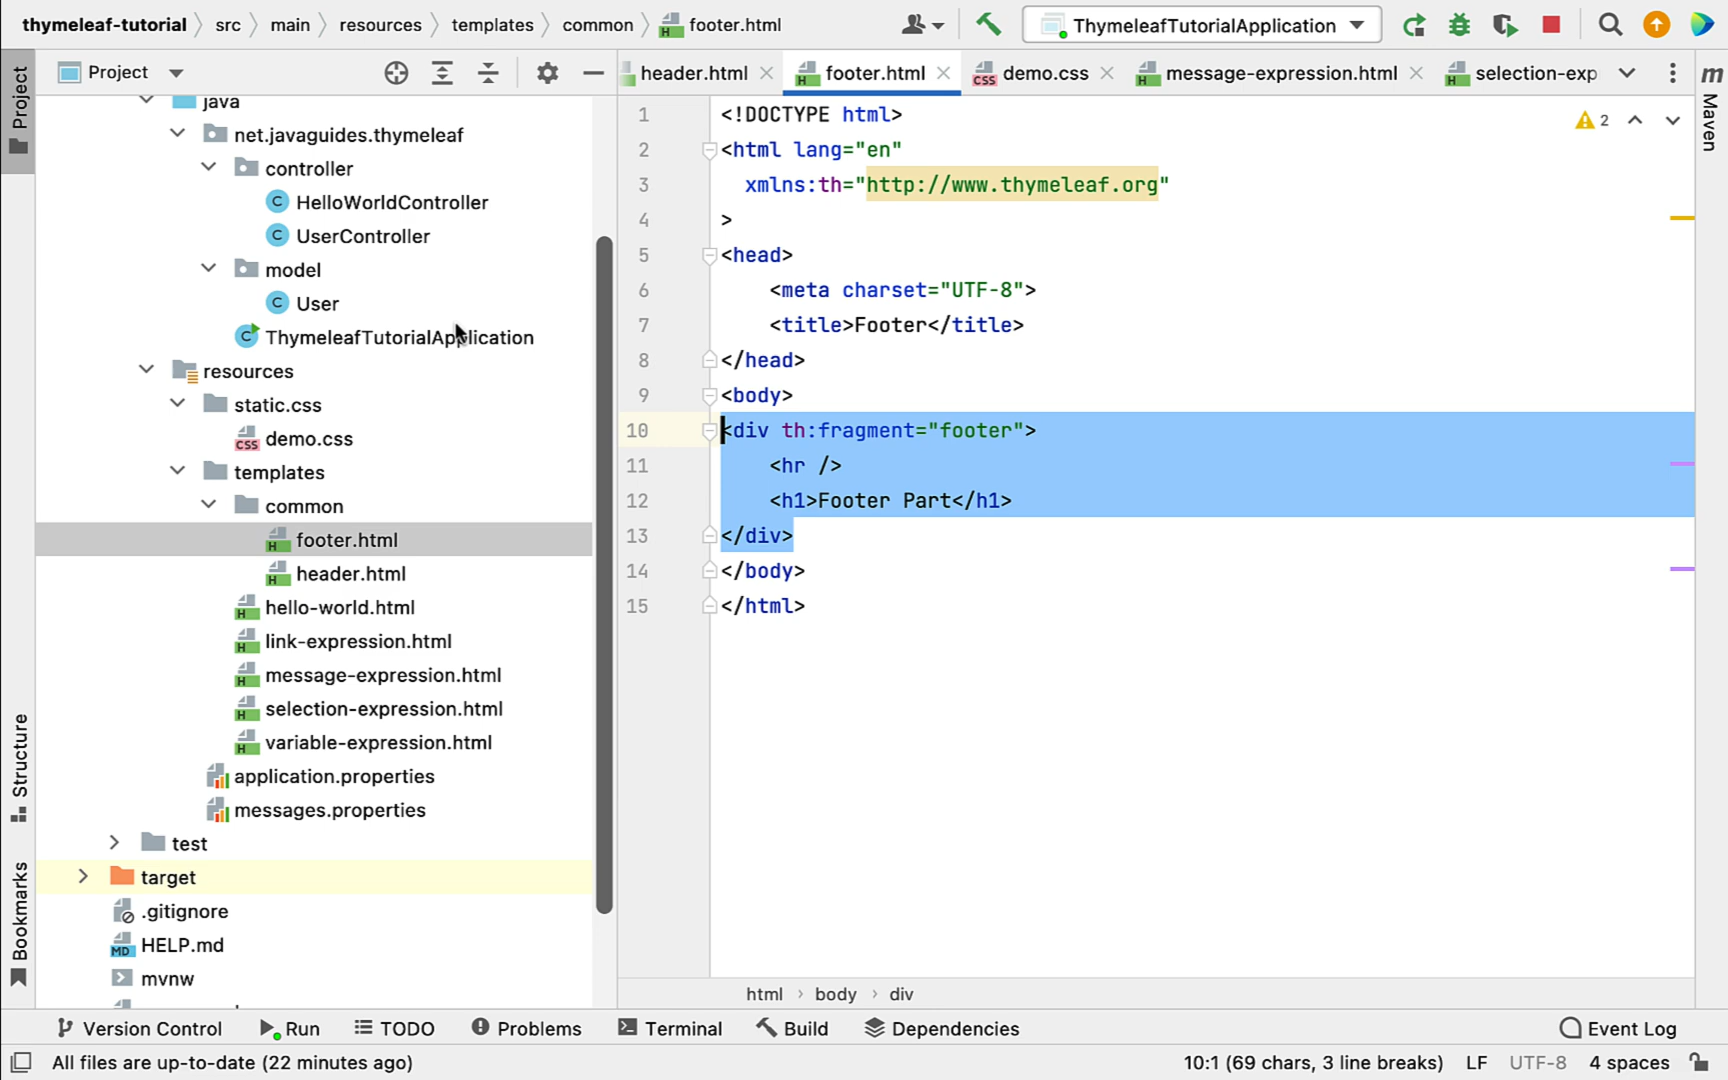 thymeleaf-tutorial src main resources templates common footer.html ThymeleafTutorialApplication
Project
header.html footer.html demo.css message-expression.html selection-exp
java
net.javaguides.thymeleaf
controller
HelloWorldController
UserController
model
User
ThymeleafTutorialApplication
resources
static.css
demo.css
templates
common
footer.html
header.html
hello-world.html
link-expression.html
message-expression.html
selection-expression.html
variable-expression.html
application.properties
messages.properties
test
target
.gitignore
HELP.md
mvnw
1 <!DOCTYPE html>
2 <html lang="en"
3 xmlns:th="http://www.thymeleaf.org"
4 >
5 <head>
6 <meta charset="UTF-8">
7 <title>Footer</title>
8 </head>
9 <body>
10 <div th:fragment="footer">
11 <hr />
12 <h1>Footer Part</h1>
13 </div>
14 </body>
15 </html>
2
html body div
Project
Structure
Bookmarks
m Maven
Version Control Run TODO Problems Terminal Build Dependencies Event Log
All files are up-to-date (22 minutes ago) 10:1 (69 chars, 3 line breaks) LF UTF-8 4 spaces